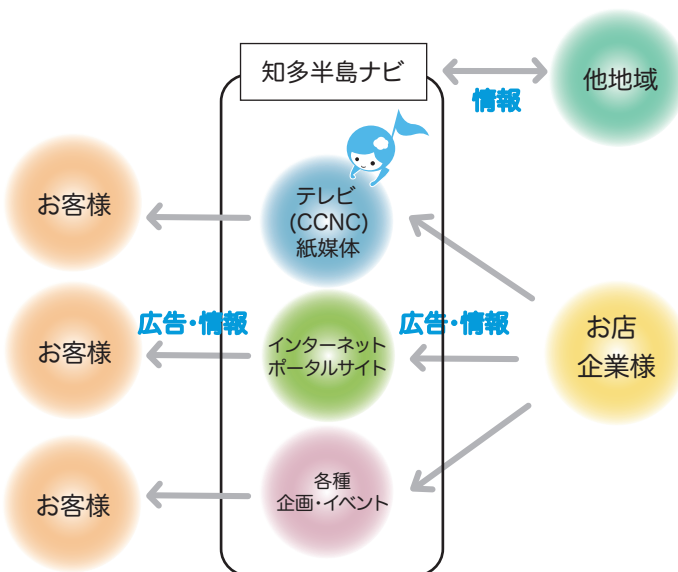 知多半島ナビ
情報
他地域
お客様
テレビ
(CCNC)
紙媒体
広告・情報
広告・情報
お店
企業様
お客様
インターネット
ポータルサイト
お客様
各種
企画・イベント